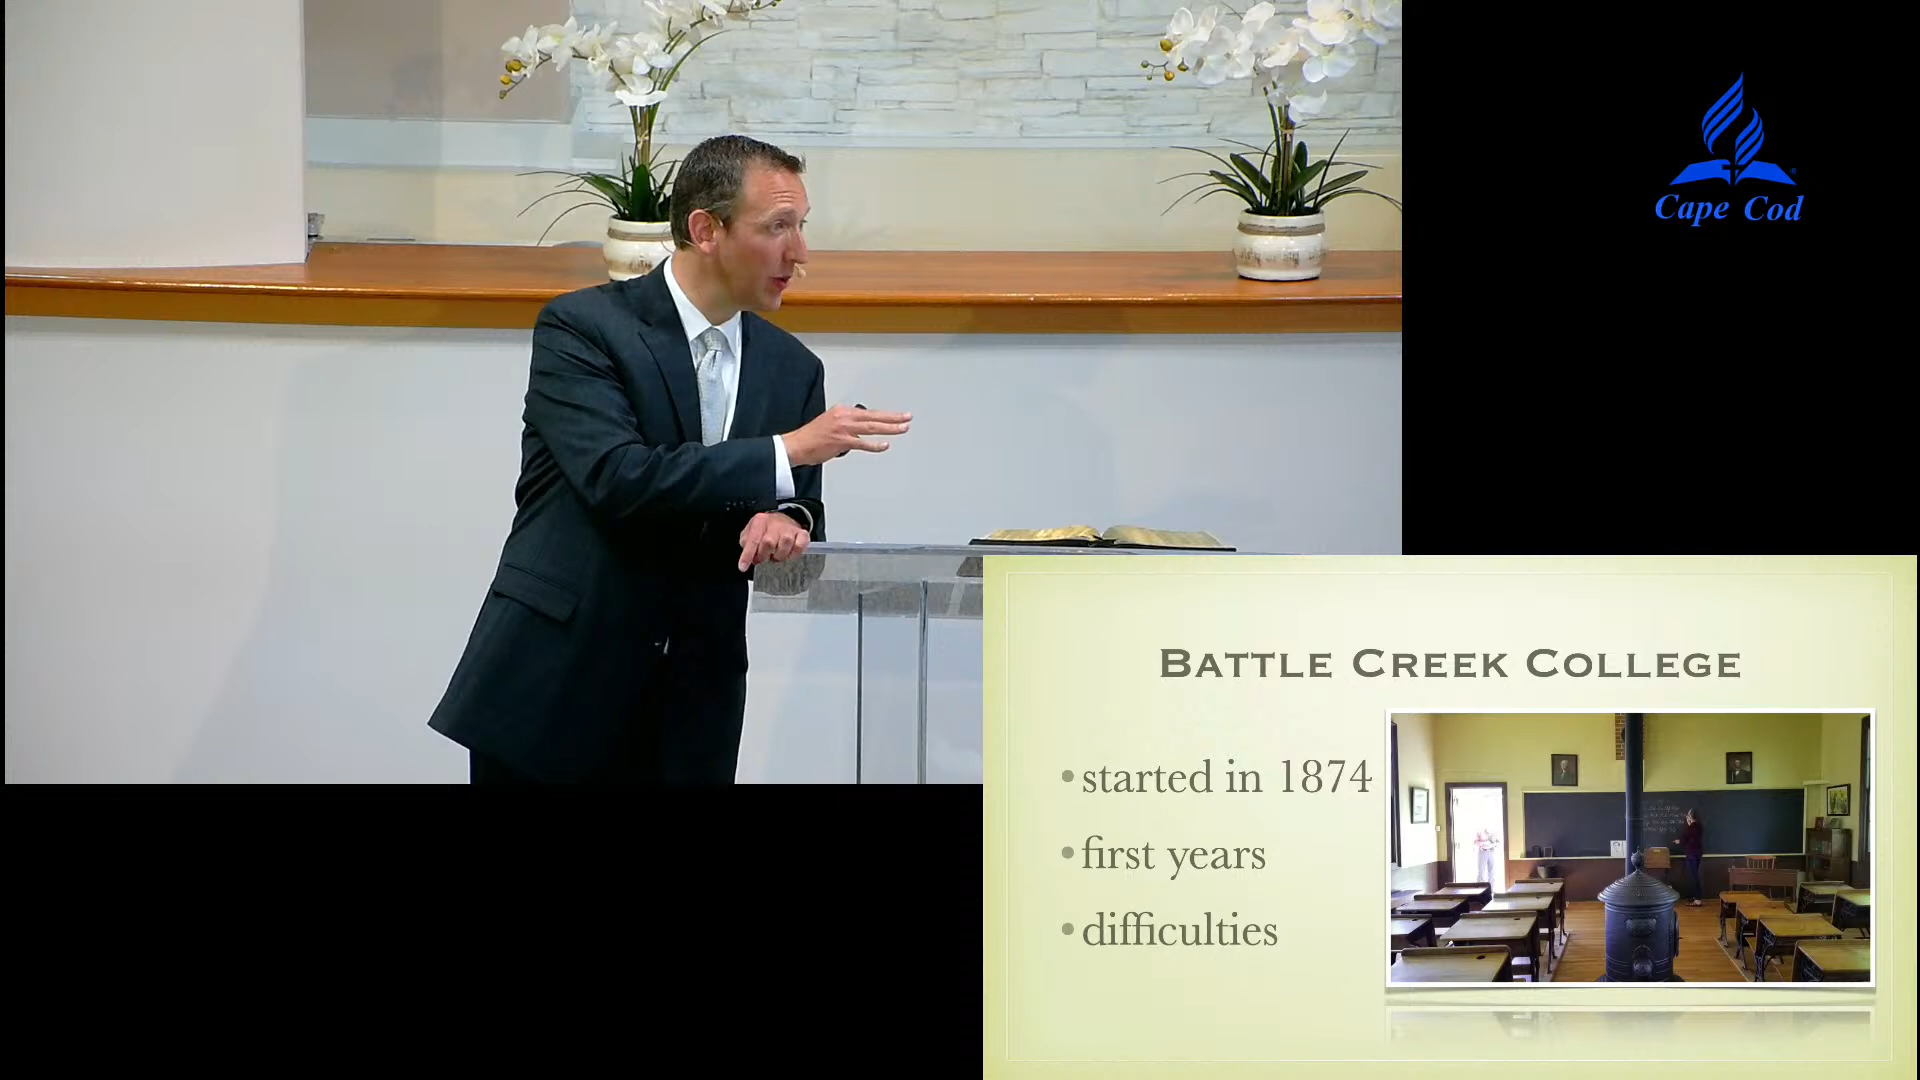 Cape Cod
Battle Creek College
•started in 1874
•first years
•difficulties